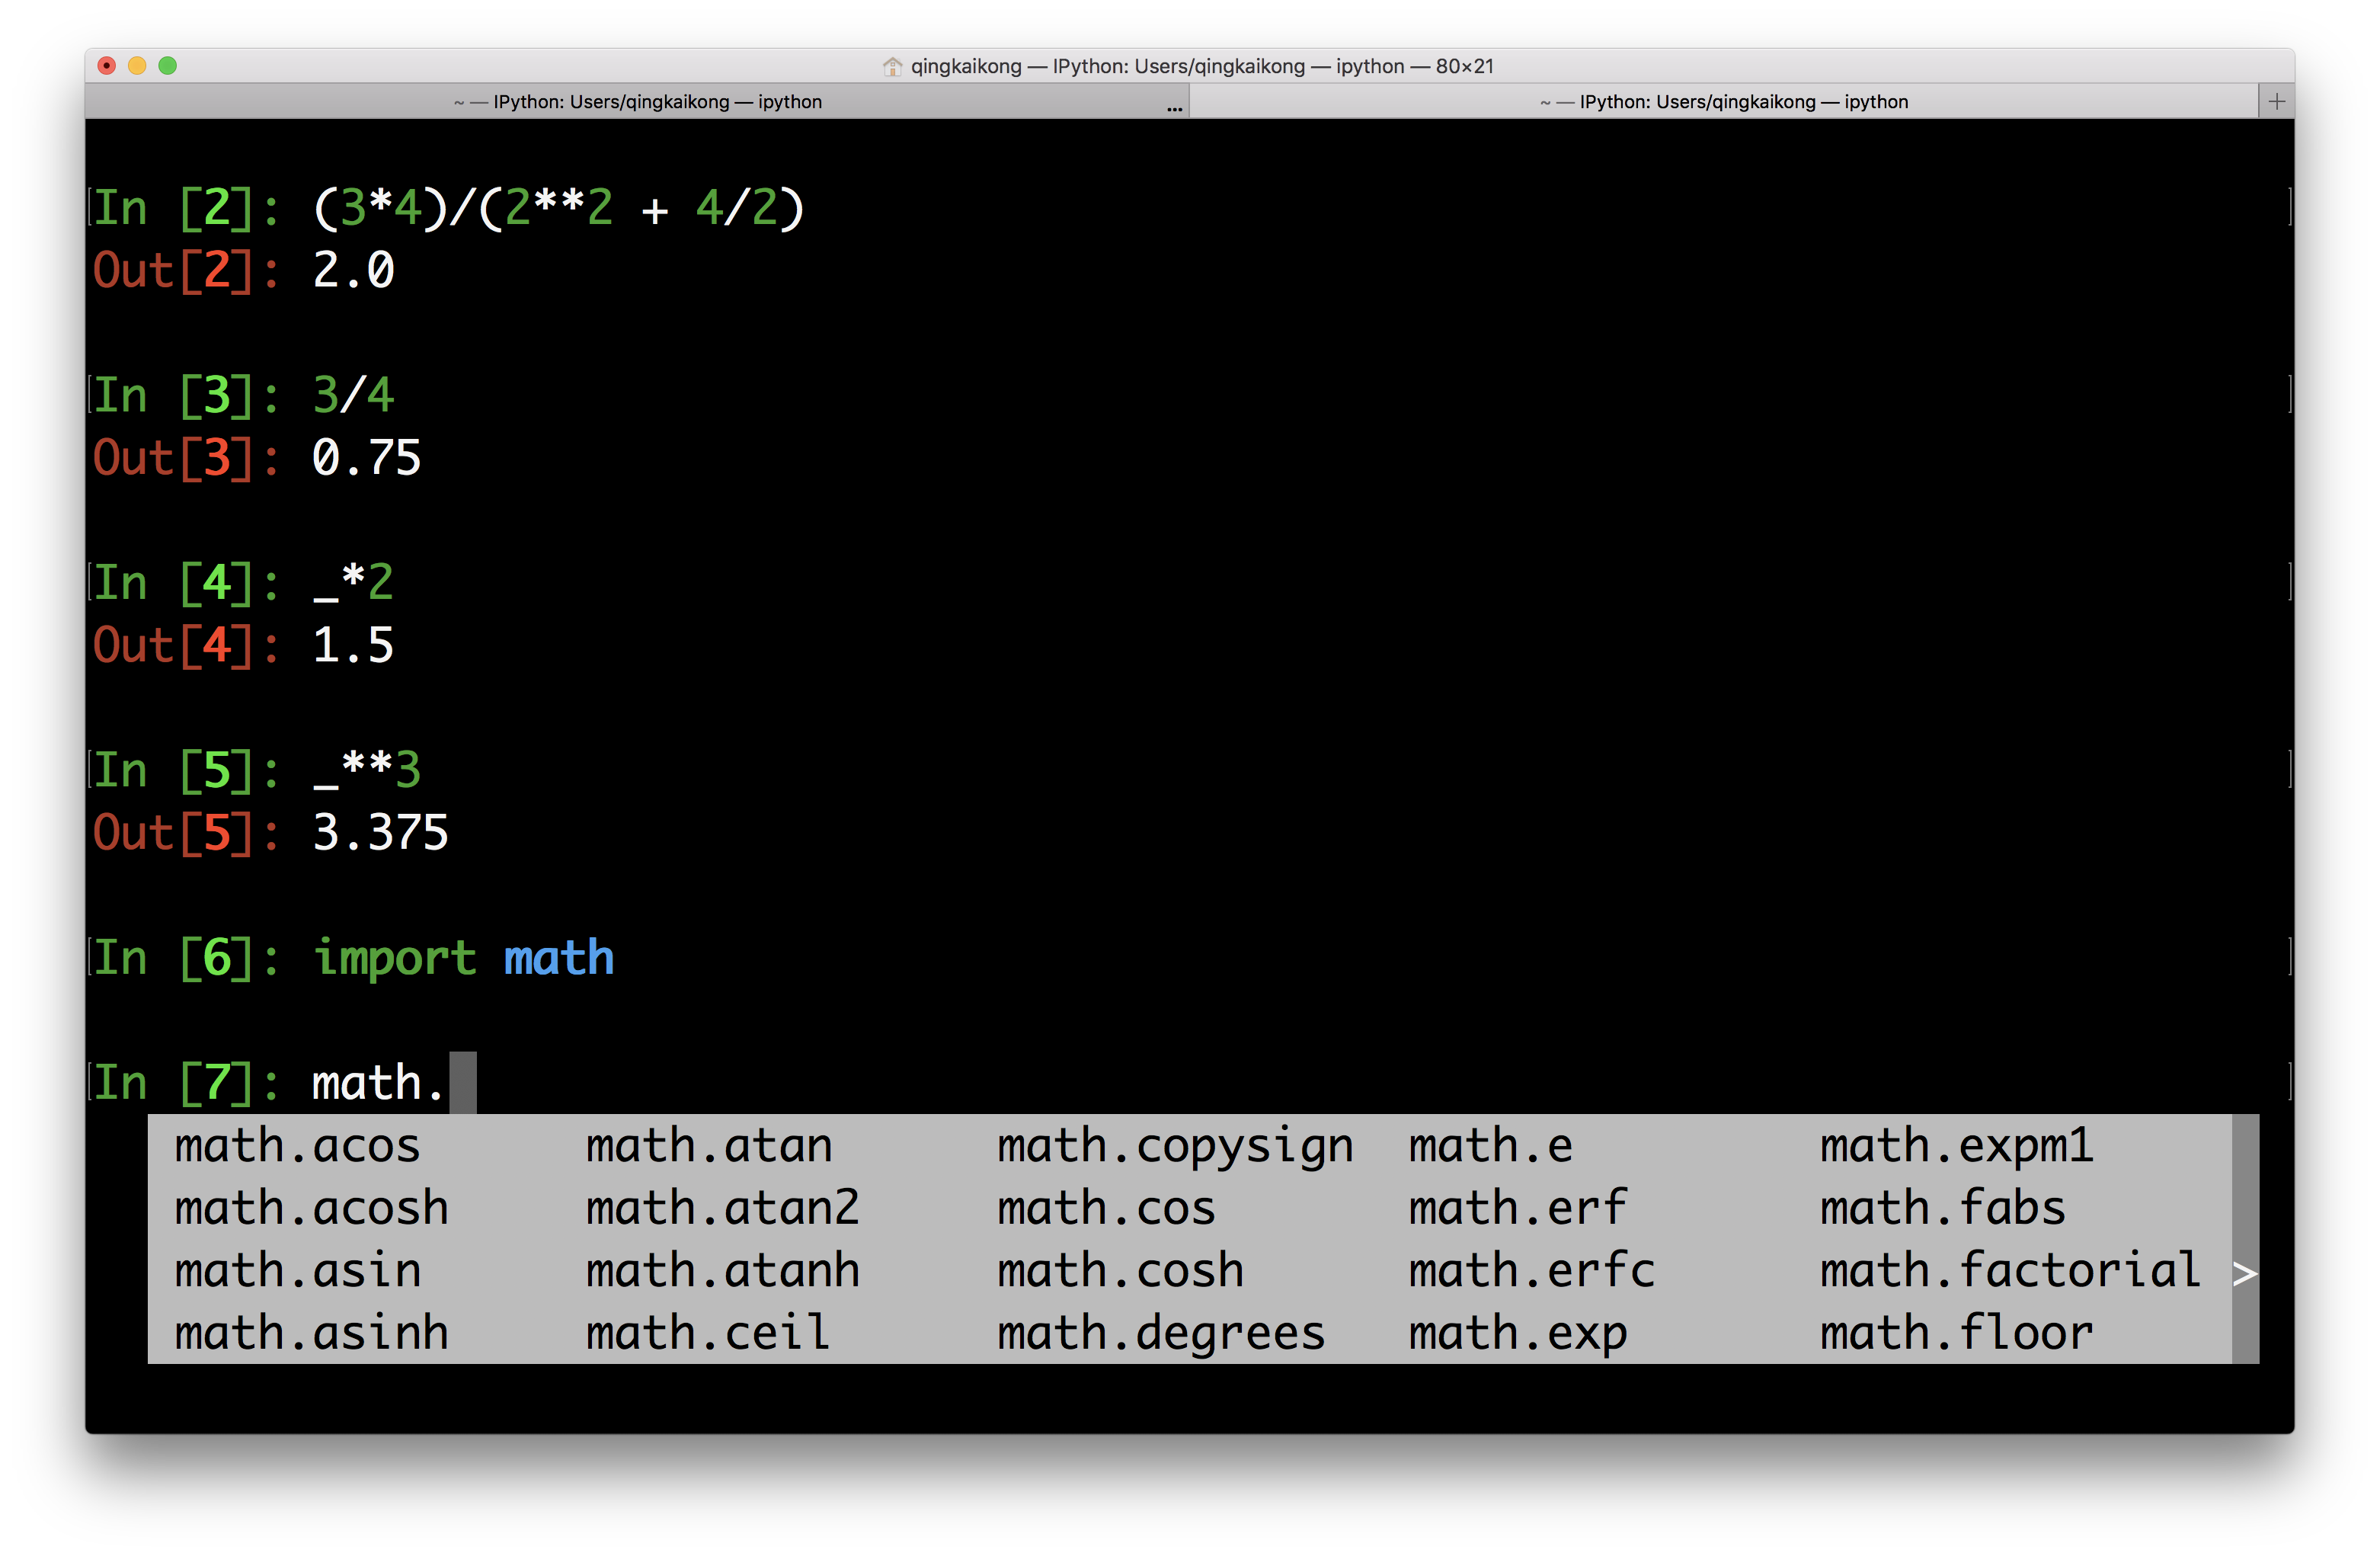 qingkaikong — IPython: Users/qingkaikong — ipython — 80×21
~ — IPython: Users/qingkaikong — ipython ... ~ — IPython: Users/qingkaikong — ipython +
In [2]: (3*4)/(2**2 + 4/2)
Out[2]: 2.0
In [3]: 3/4
Out[3]: 0.75
In [4]: _*2
Out[4]: 1.5
In [5]: _**3
Out[5]: 3.375
In [6]: import math
In [7]: math.
math.acos math.atan math.copysign math.e math.expm1
math.acosh math.atan2 math.cos math.erf math.fabs
math.asin math.atanh math.cosh math.erfc math.factorial >
math.asinh math.ceil math.degrees math.exp math.floor